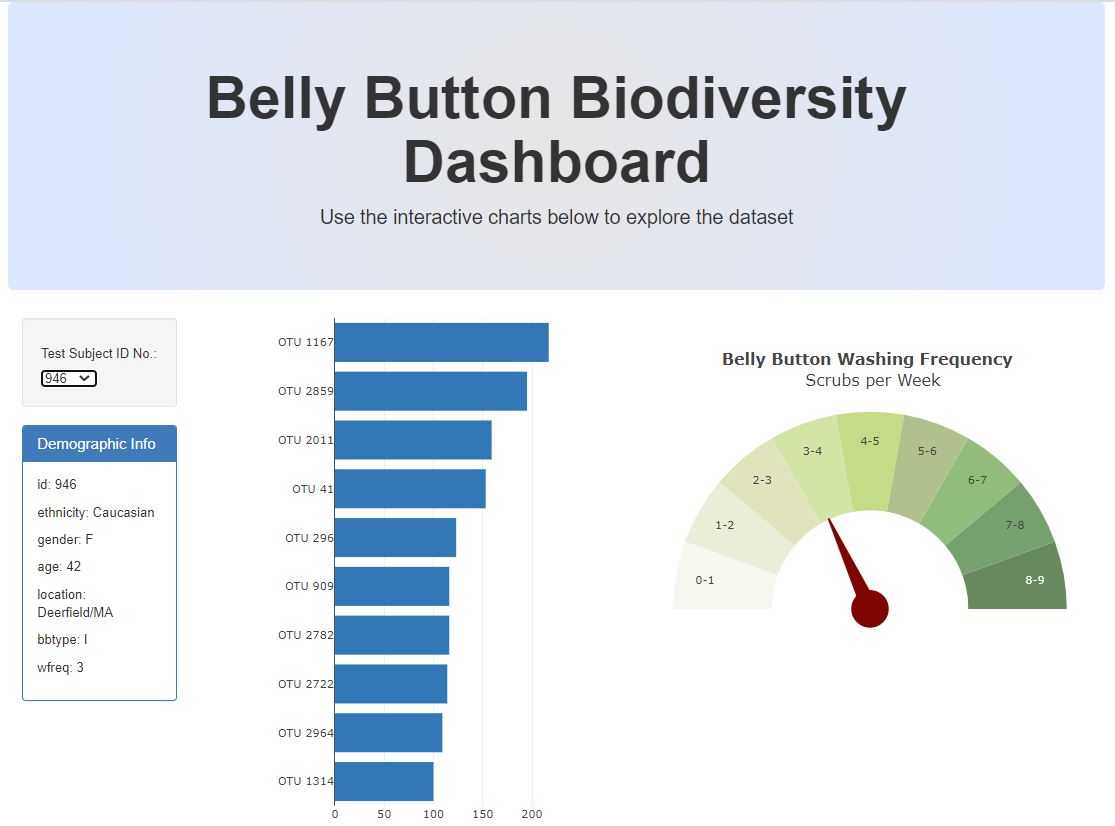 Belly Button Biodiversity
Dashboard
Use the interactive charts below to explore the dataset
Test Subject ID No.:
946
Demographic Info
id: 946
ethnicity: Caucasian
gender: F
age: 42
location:
Deerfield/MA
bbtype: I
wfreq: 3
OTU 1167
OTU 2859
OTU 2011
OTU 41
OTU 296
OTU 909
OTU 2782
OTU 2722
OTU 2964
OTU 1314
0 50 100 150 200
Belly Button Washing Frequency
Scrubs per Week
0-1
1-2
2-3
3-4
4-5
5-6
6-7
7-8
8-9